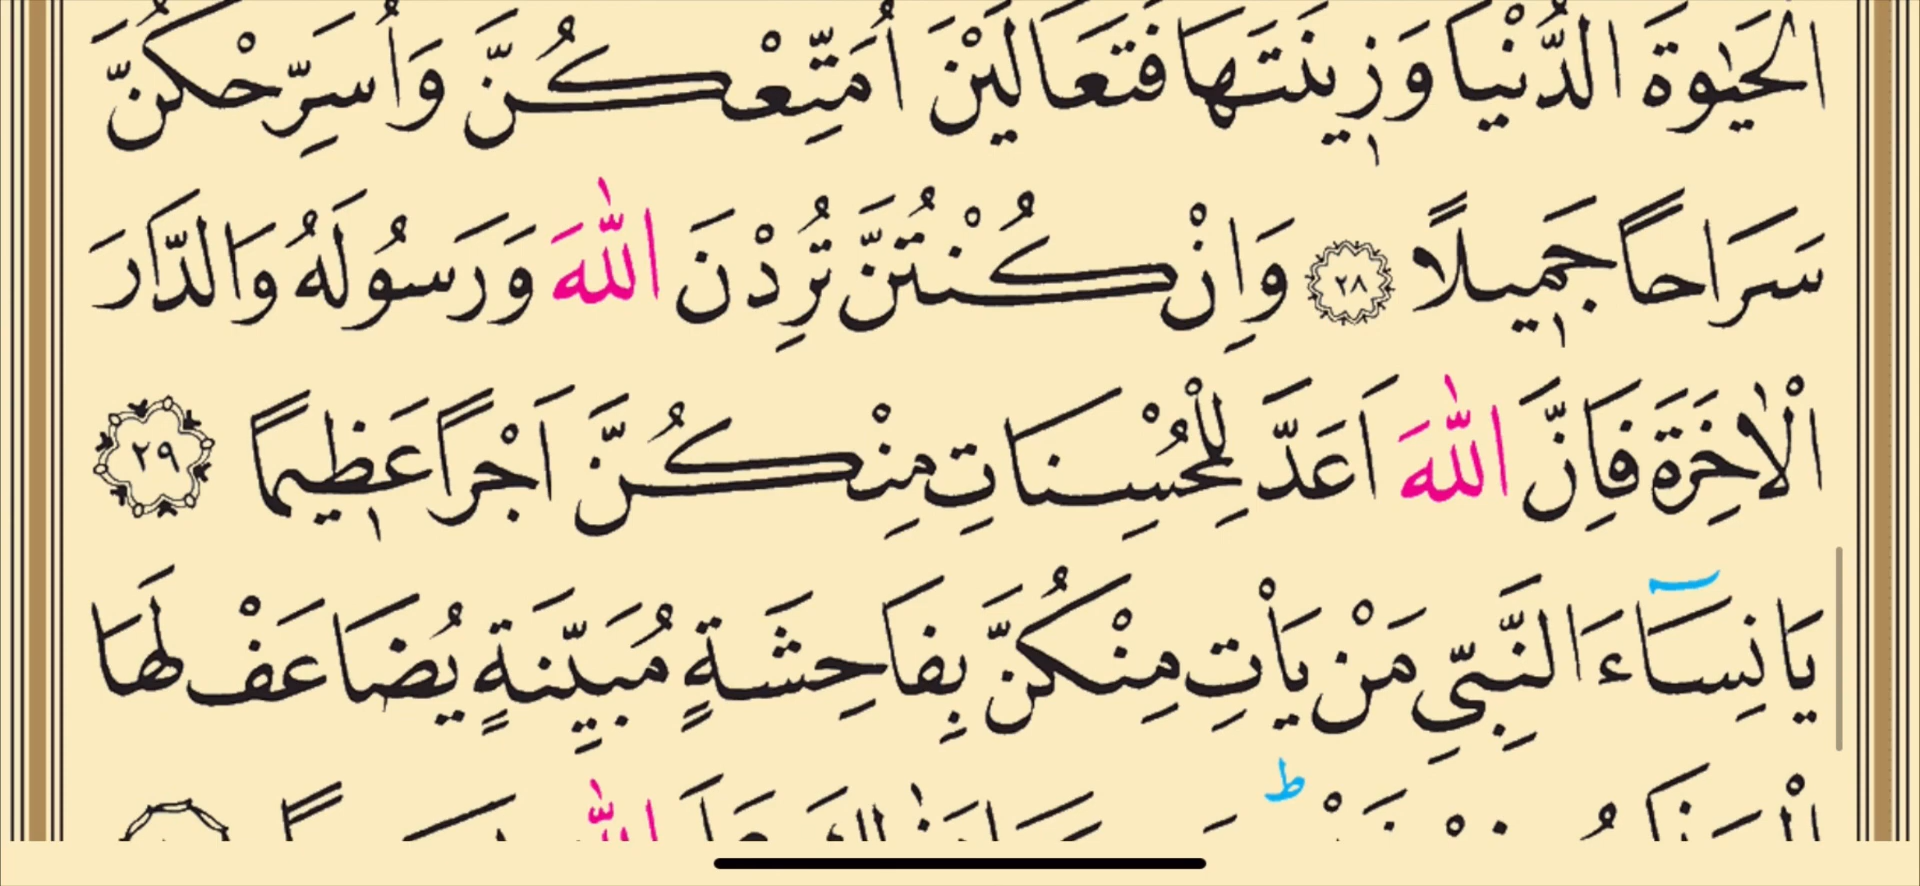 الْحَيٰوةَ الدُّنْيَا وَزٖينَتَهَا فَتَعَالَيْنَ اُمَتِّعْكُنَّ وَاُسَرِّحْكُنَّ
سَرَاحًا جَمٖيلًا ﴿٢٨﴾ وَاِنْ كُنْتُنَّ تُرِدْنَ اللّٰهَ وَرَسُولَهُ وَالدَّارَ
الْاٰخِرَةَ فَاِنَّ اللّٰهَ اَعَدَّ لِلْمُحْسِنَاتِ مِنْكُنَّ اَجْرًا عَظٖيمًا ﴿٢٩﴾
يَا نِسَٓاءَ النَّبِيِّ مَنْ يَأْتِ مِنْكُنَّ بِفَاحِشَةٍ مُبَيِّنَةٍ يُضَاعَفْ لَهَا